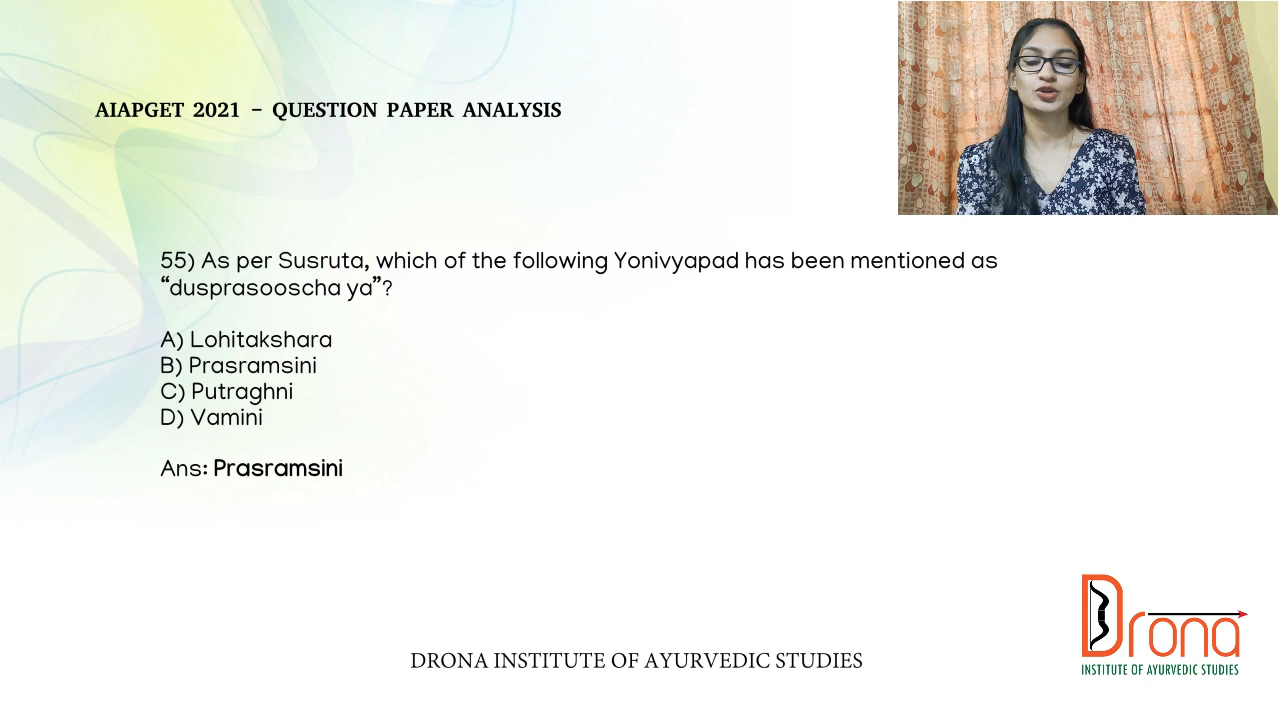 AIAPGET 2021 – QUESTION PAPER ANALYSIS
55) As per Susruta, which of the following Yonivyapad has been mentioned as
“dusprasooscha ya”?
A) Lohitakshara
B) Prasramsini
C) Putraghni
D) Vamini
Ans: Prasramsini
DRONA INSTITUTE OF AYURVEDIC STUDIES
Drona
INSTITUTE OF AYURVEDIC STUDIES